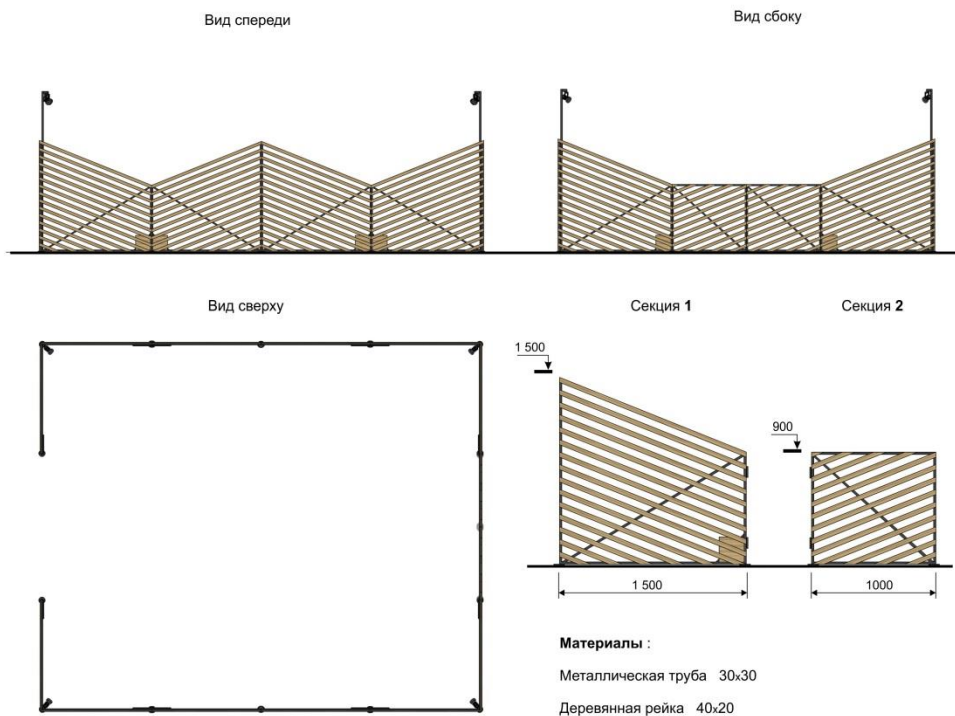 Вид спереди
Вид сбоку
Вид сверху
Секция 1
Секция 2
1 500
900
1 500
1000
Материалы :
Металлическая труба 30x30
Деревянная рейка 40x20